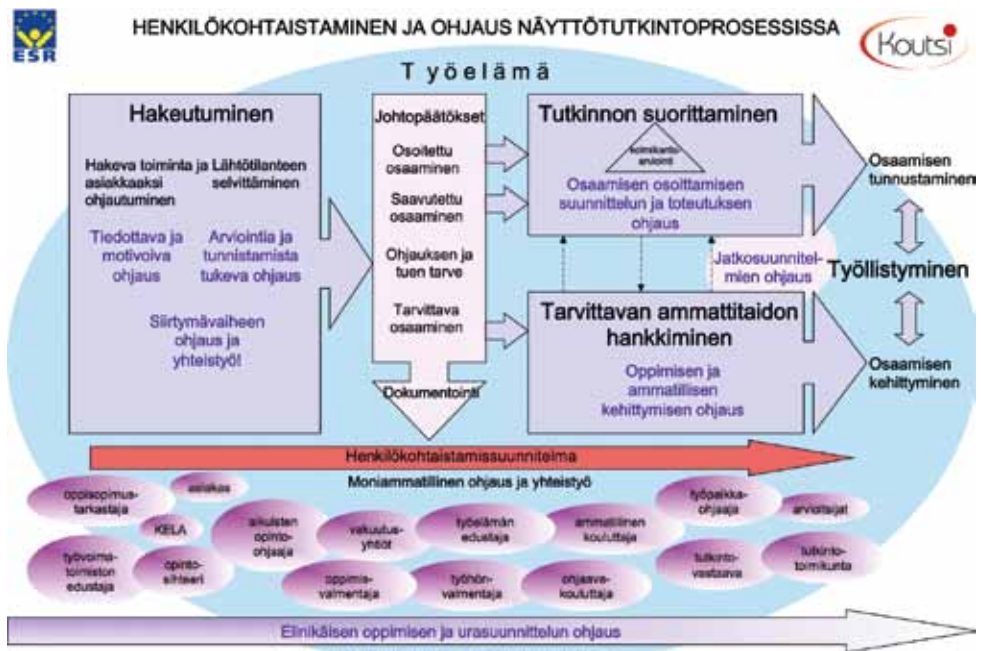 HENKILÖKOHTAISTAMINEN JA OHJAUS NÄYTTÖTUTKINTOPROSESSISSA
ESR
Koutsi
Työelämä
Hakeutuminen
Hakeva toiminta ja
asiakkaaksi
ohjautuminen
Lähtötilanteen
selvittäminen
Tiedottava ja
motivoiva
ohjaus
Arviointia ja
tunnistamista
tukeva ohjaus
Siirtymävaiheen
ohjaus ja
yhteistyöt
Johtopäätökset
Osoitettu
osaaminen
Saavutettu
osaaminen
Ohjauksen ja
tuen tarve
Tarvittava
osaaminen
Dokumentointi
Tutkinnon suorittaminen
kolmikanta-
arviointi
Osaamisen osoittamisen
suunnittelun ja toteutuksen
ohjaus
Jatkosuunnitel-
mien ohjaus
Tarvittavan ammattitaidon
hankkiminen
Oppimisen ja
ammatillisen
kehittymisen ohjaus
Osaamisen
tunnustaminen
Työllistyminen
Osaamisen
kehittyminen
Henkilökohtaistamissuunnitelma
Moniammatillinen ohjaus ja yhteistyö
oppisopimus-
tarkastaja
asiakas
KELA
työvoima-
toimiston
edustaja
opinto-
sihteeri
aikuisten
opinto-
ohjaaja
vakuutus-
yhtiöt
oppimis-
valmentaja
työelämän
edustaja
työhön-
valmentaja
ammatillinen
kouluttaja
ohjaava-
kouluttaja
työpaikka-
ohjaaja
arvioitsijat
tutkinto-
vastaava
tutkinto-
toimikunta
Elinikäisen oppimisen ja urasuunnittelun ohjaus